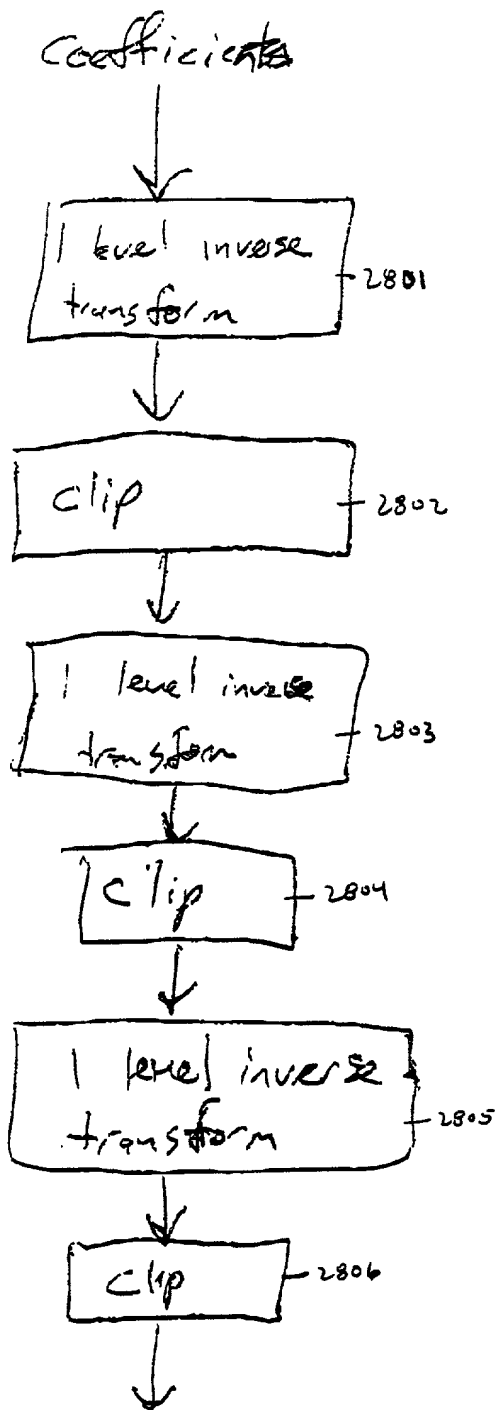 Coefficients
1 level inverse
transform
2801
Clip
2802
1 level inverse
transform
2803
Clip
2804
1 level inverse
transform
2805
Clip
2806